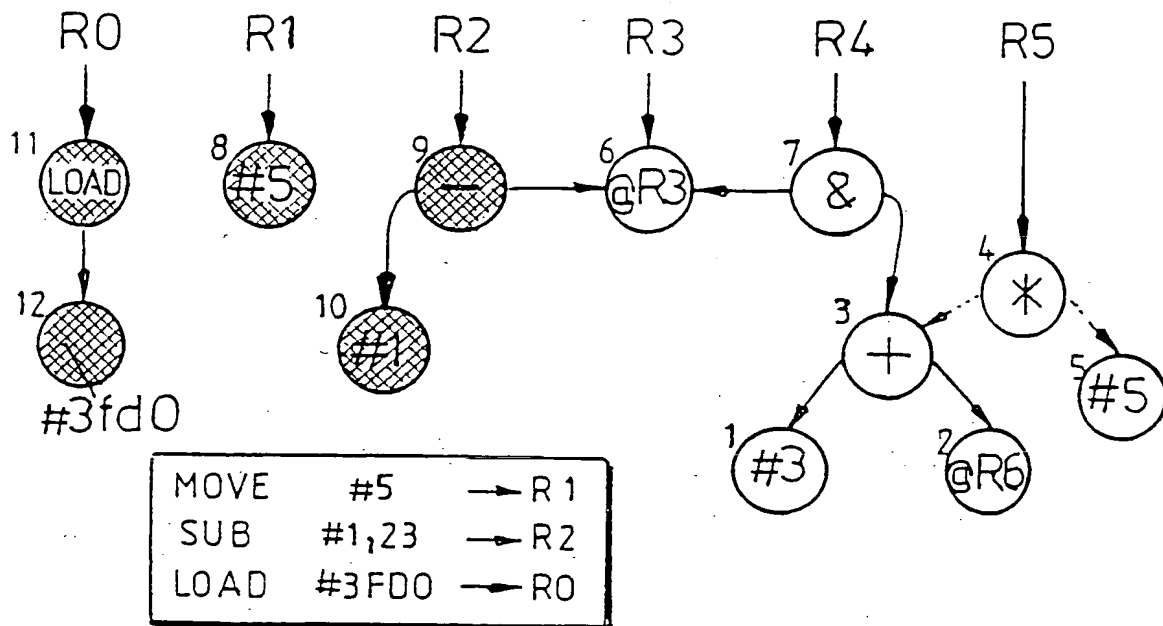 R0 R1 R2 R3 R4 R5
11 8 9 6 7
LOAD #5 - @R3 &
4
*
12 10 3
#1 +
5
#5
#3fd0
1 2
#3 @R6
MOVE #5 → R1
SUB #1,23 → R2
LOAD #3FD0 → R0